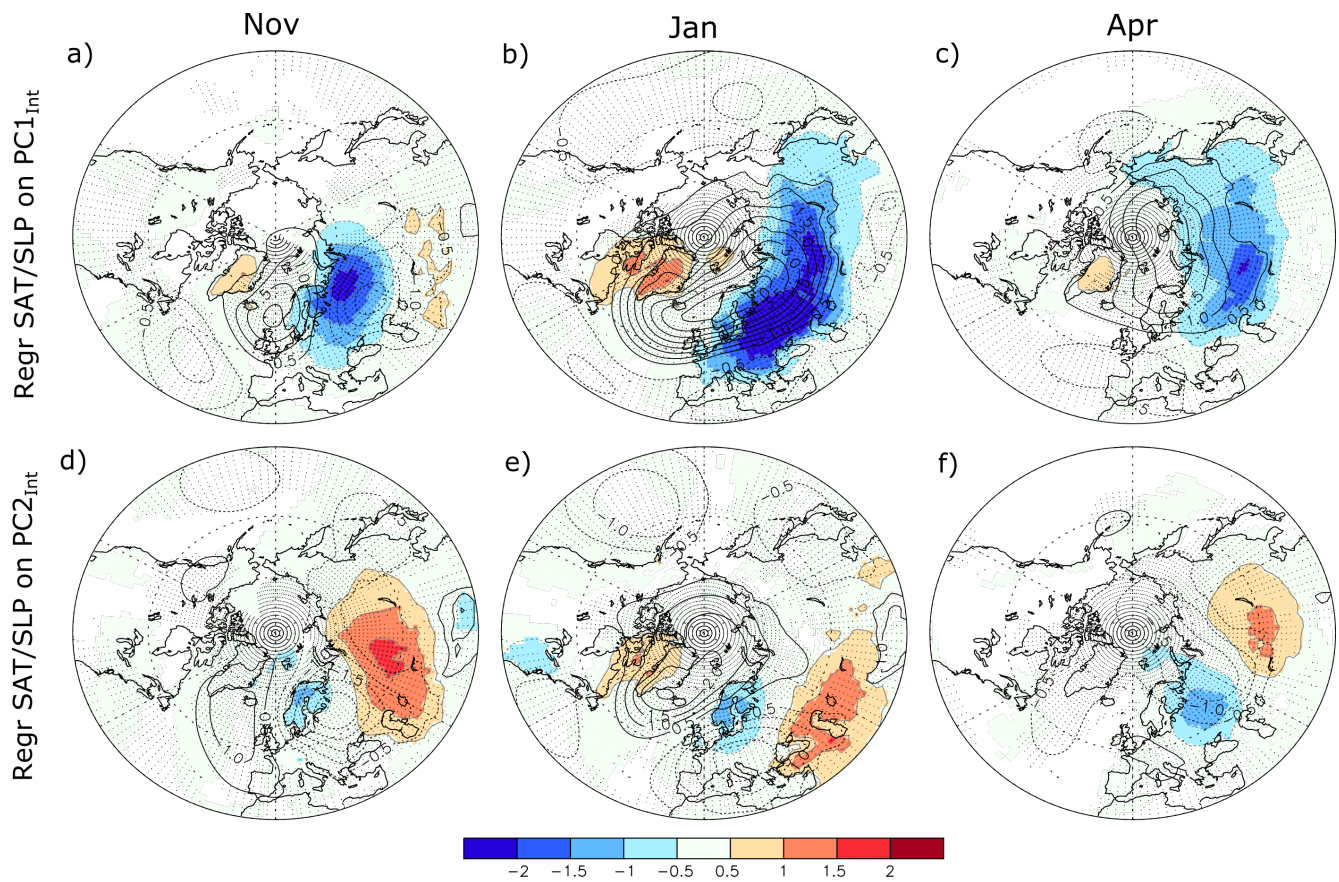 Nov
Jan
Apr
a)
b)
c)
Regr SAT/SLP on PC1Int
d)
e)
f)
Regr SAT/SLP on PC2Int
−2
−1.5
−1
−0.5
0.5
1
1.5
2